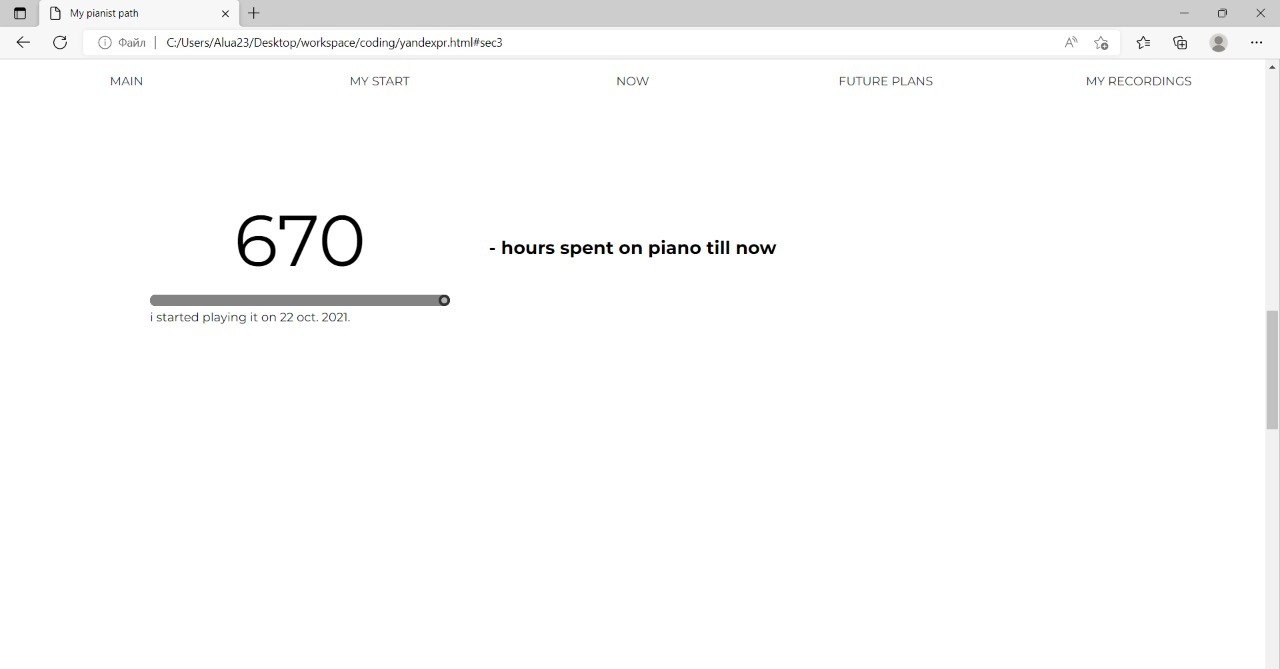 My pianist path
Файл | C:/Users/Alua23/Desktop/workspace/coding/yandexpr.html#sec3
MAIN MY START NOW FUTURE PLANS MY RECORDINGS
670 - hours spent on piano till now
i started playing it on 22 oct. 2021.